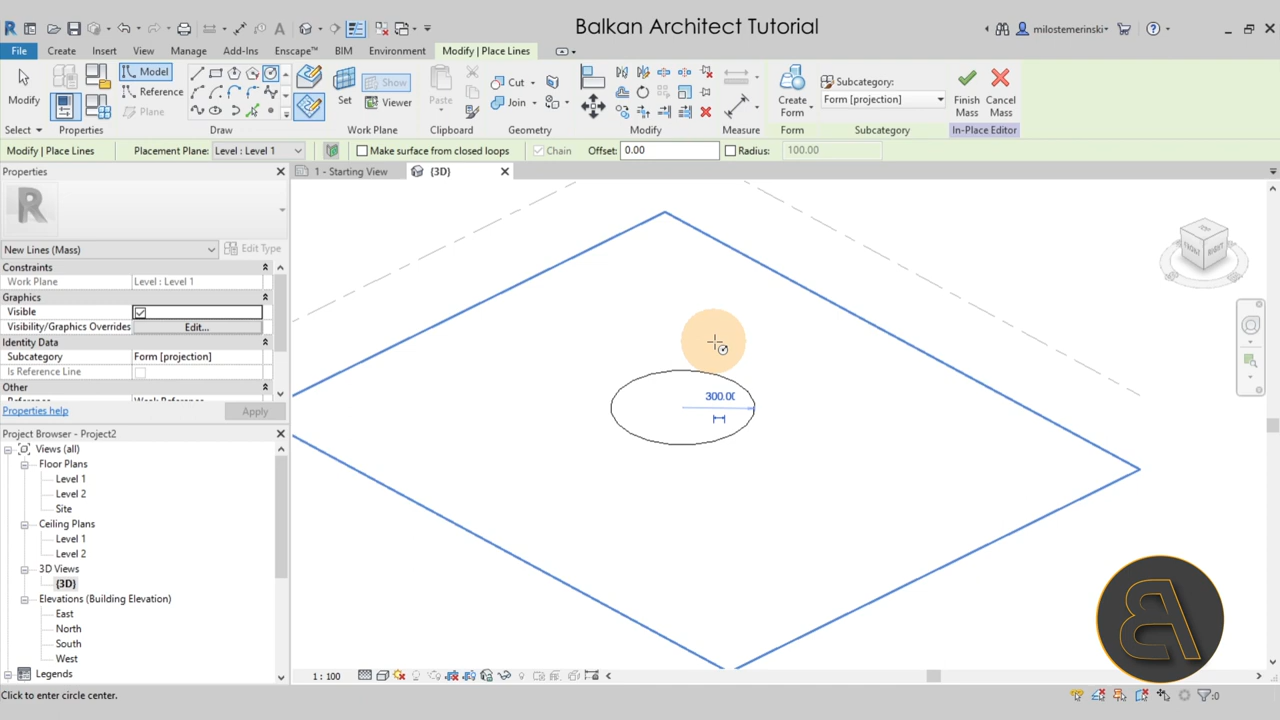 Balkan Architect Tutorial
milostemerinski
File Create Insert View Manage Add-Ins Enscape™ BIM Environment Modify | Place Lines
Model Show Cut Subcategory:
Modify Reference Set Viewer Paste Join Create Form Form [projection] Finish Mass Cancel Mass
Plane
Select Properties Draw Work Plane Clipboard Geometry Modify Measure Form Subcategory In-Place Editor
Modify | Place Lines Placement Plane: Level : Level 1 Make surface from closed loops Chain Offset: 0.00 Radius: 100.00
Properties 1 - Starting View {3D}
New Lines (Mass) Edit Type
Constraints
Work Plane Level : Level 1
Graphics
Visible
Visibility/Graphics Overrides Edit...
Identity Data
Subcategory Form [projection]
Is Reference Line
Other
Properties help Apply
Project Browser - Project2
Views (all)
Floor Plans
Level 1
Level 2
Site
Ceiling Plans
Level 1
Level 2
3D Views
{3D}
Elevations (Building Elevation)
East
North
South
West
Legends
TOP
FRONT RIGHT
300.00
1 : 100
Click to enter circle center.
:0